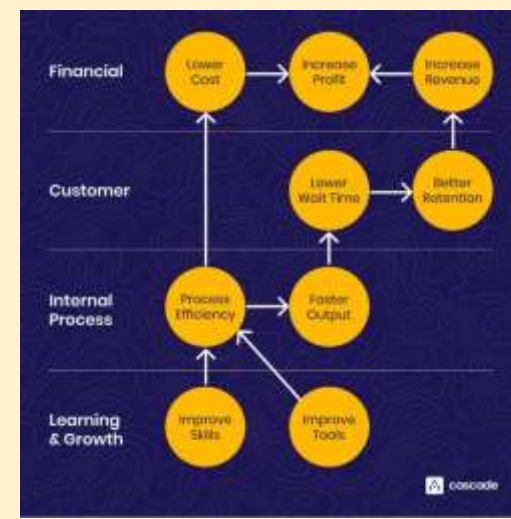 Financial
Lower
Cost
Increase
Profit
Increase
Revenue
Customer
Lower
Wait Time
Better
Retention
Internal
Process
Process
Efficiency
Faster
Output
Learning
& Growth
Improve
Skills
Improve
Tools
cascade